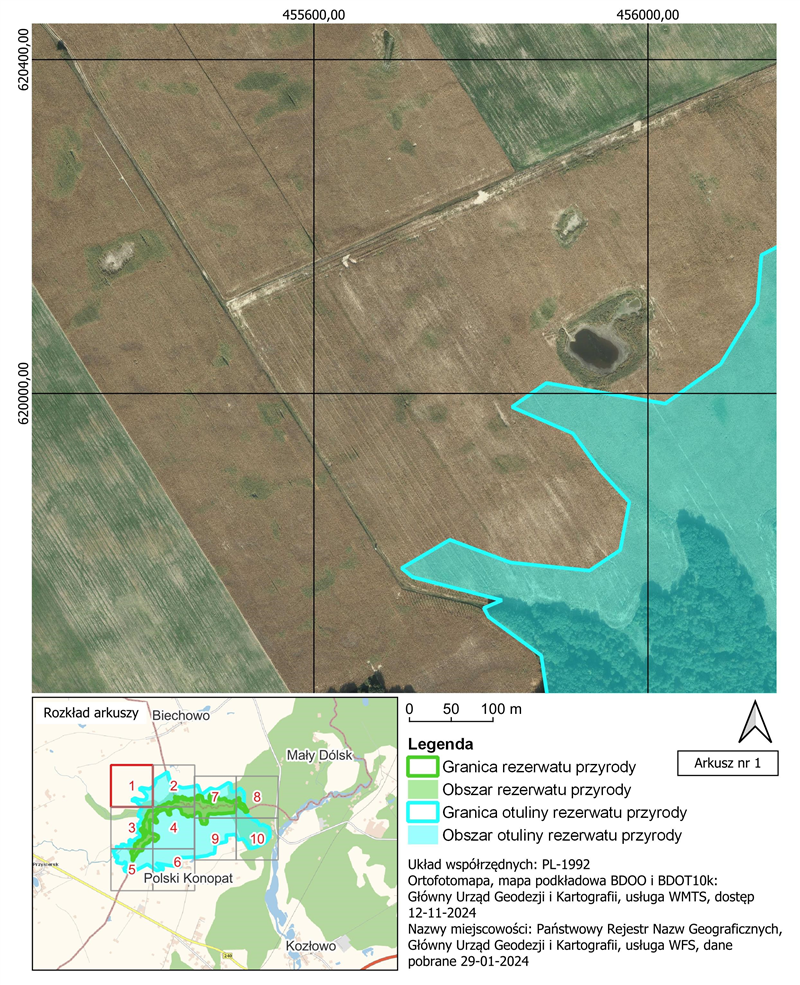 455600,00
456000,00
620400,00
620000,00
Rozkład arkuszy
Biechowo
Mały Dólsk
1
2
7
8
3
4
9
10
5
6
Przysiersk
Polski Konopat
240
Kozłowo
0 50 100 m
Legenda
Granica rezerwatu przyrody
Obszar rezerwatu przyrody
Granica otuliny rezerwatu przyrody
Obszar otuliny rezerwatu przyrody
Arkusz nr 1
Układ współrzędnych: PL-1992
Ortofotomapa, mapa podkładowa BDOO i BDOT10k:
Główny Urząd Geodezji i Kartografii, usługa WMTS, dostęp
12-11-2024
Nazwy miejscowości: Państwowy Rejestr Nazw Geograficznych,
Główny Urząd Geodezji i Kartografii, usługa WFS, dane
pobrane 29-01-2024